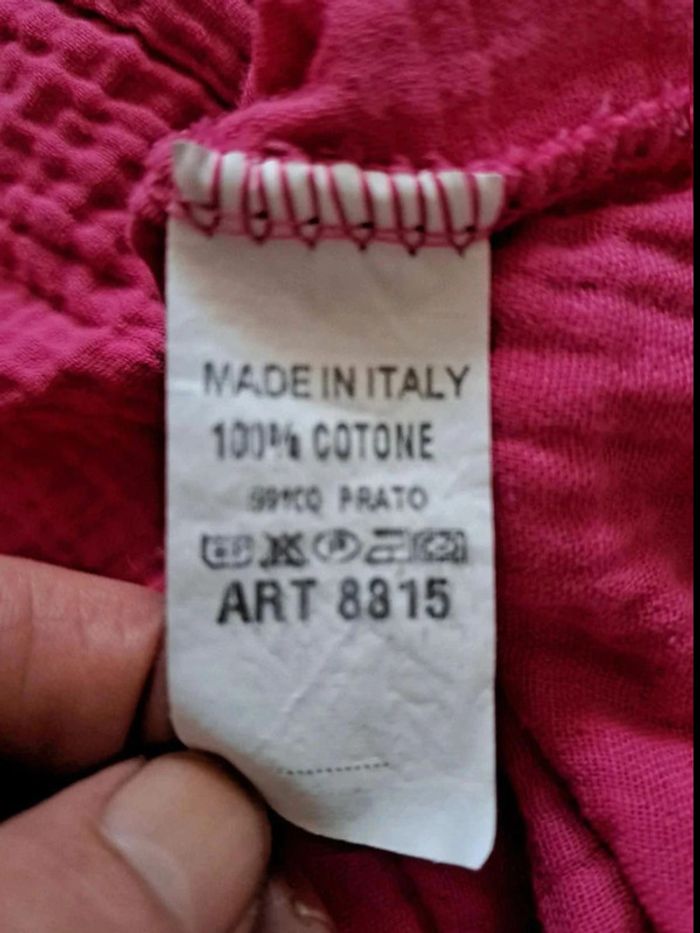 MADE IN ITALY
100% COTONE
PRATO
ART 8815